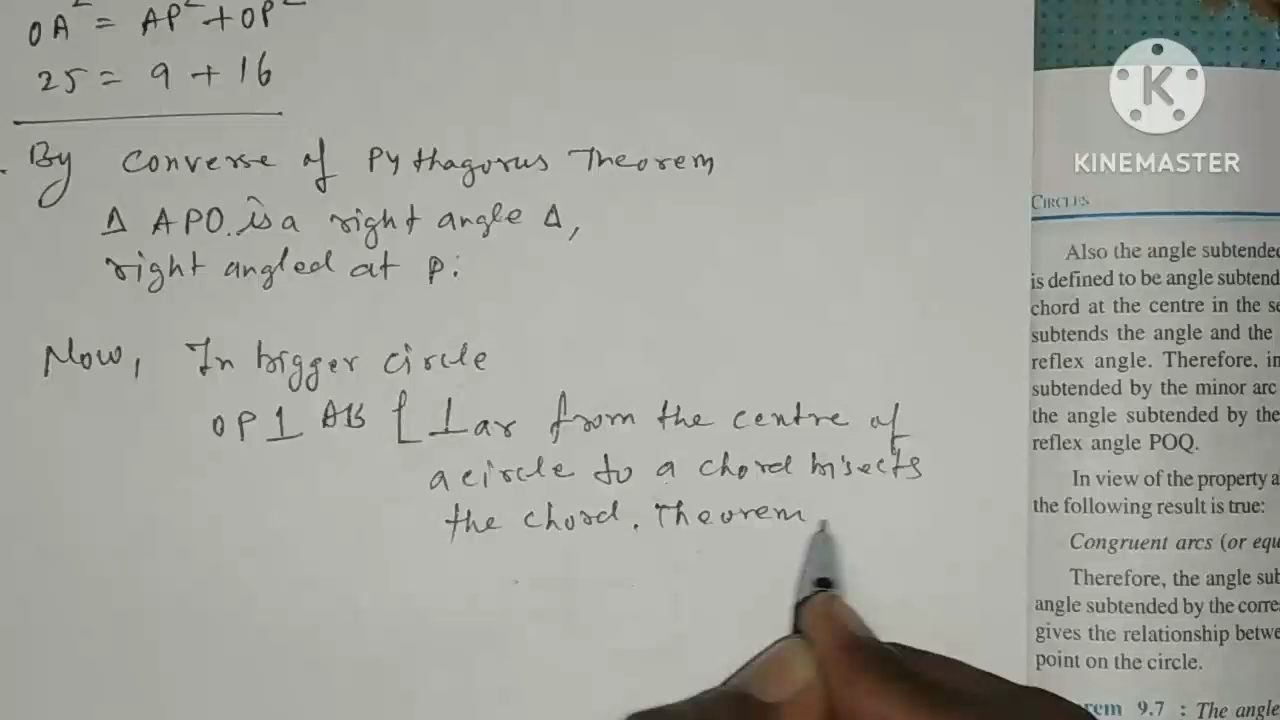 OA² = AP² + OP²
25 = 9 + 16
By Converse of Pythagorus Theorem
Δ APO. is a right angle Δ,
right angled at P.
Now, In bigger circle
OP ⊥ AB [ ⊥ar from the centre of
a circle to a chord bisects
the chord. Theorem
K
KINEMASTER
CIRCLES
Also the angle subtended
is defined to be angle subtend
chord at the centre in the se
subtends the angle and the
reflex angle. Therefore, in
subtended by the minor arc
the angle subtended by the
reflex angle POQ.
In view of the property a
the following result is true:
Congruent arcs (or equ
Therefore, the angle sub
angle subtended by the corre
gives the relationship betwe
point on the circle.
rem 9.7 : The angle